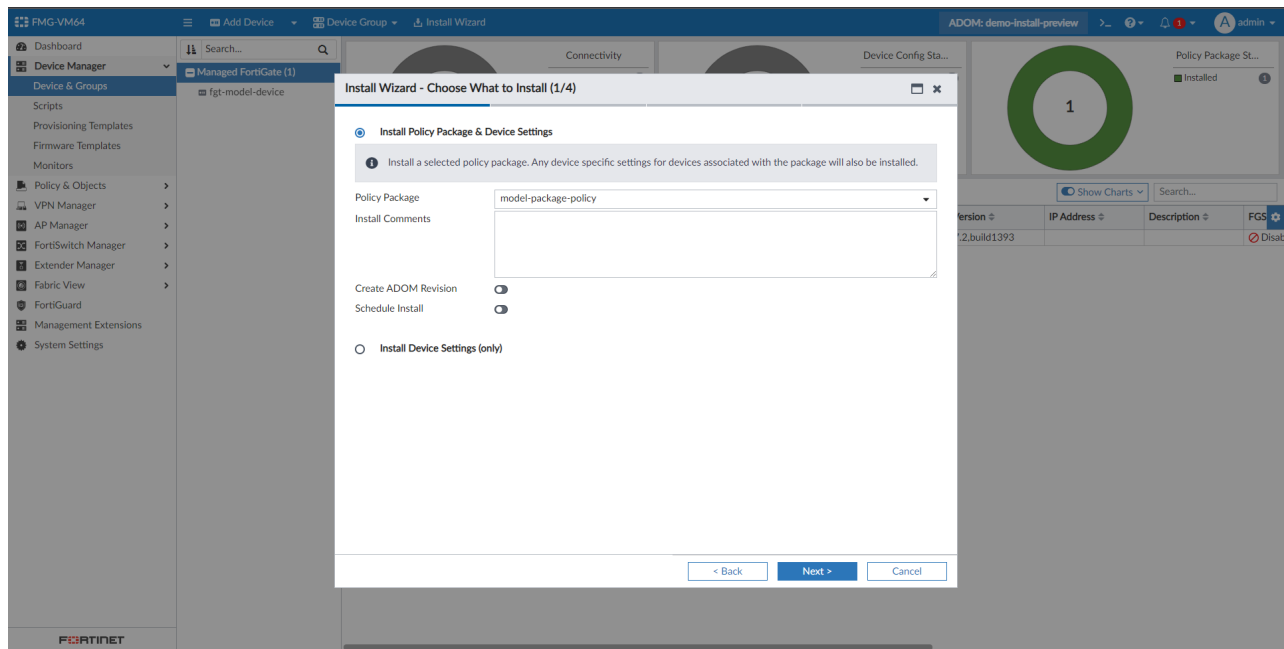 FMG-VM64
Add Device
Device Group
Install Wizard
ADOM: demo-install-preview
>_
1
A
admin
Dashboard
Device Manager
Device & Groups
Scripts
Provisioning Templates
Firmware Templates
Monitors
Policy & Objects
VPN Manager
AP Manager
FortiSwitch Manager
Extender Manager
Fabric View
FortiGuard
Management Extensions
System Settings
FORTINET
Search...
Managed FortiGate (1)
fgt-model-device
Connectivity
Device Config Sta...
Policy Package St...
Installed
1
1
Show Charts
Search...
IP Address
Description
FGS
.2,build1393
Disab
Install Wizard - Choose What to Install (1/4)
Install Policy Package & Device Settings
Install a selected policy package. Any device specific settings for devices associated with the package will also be installed.
Policy Package
model-package-policy
Install Comments
Create ADOM Revision
Schedule Install
Install Device Settings (only)
< Back
Next >
Cancel